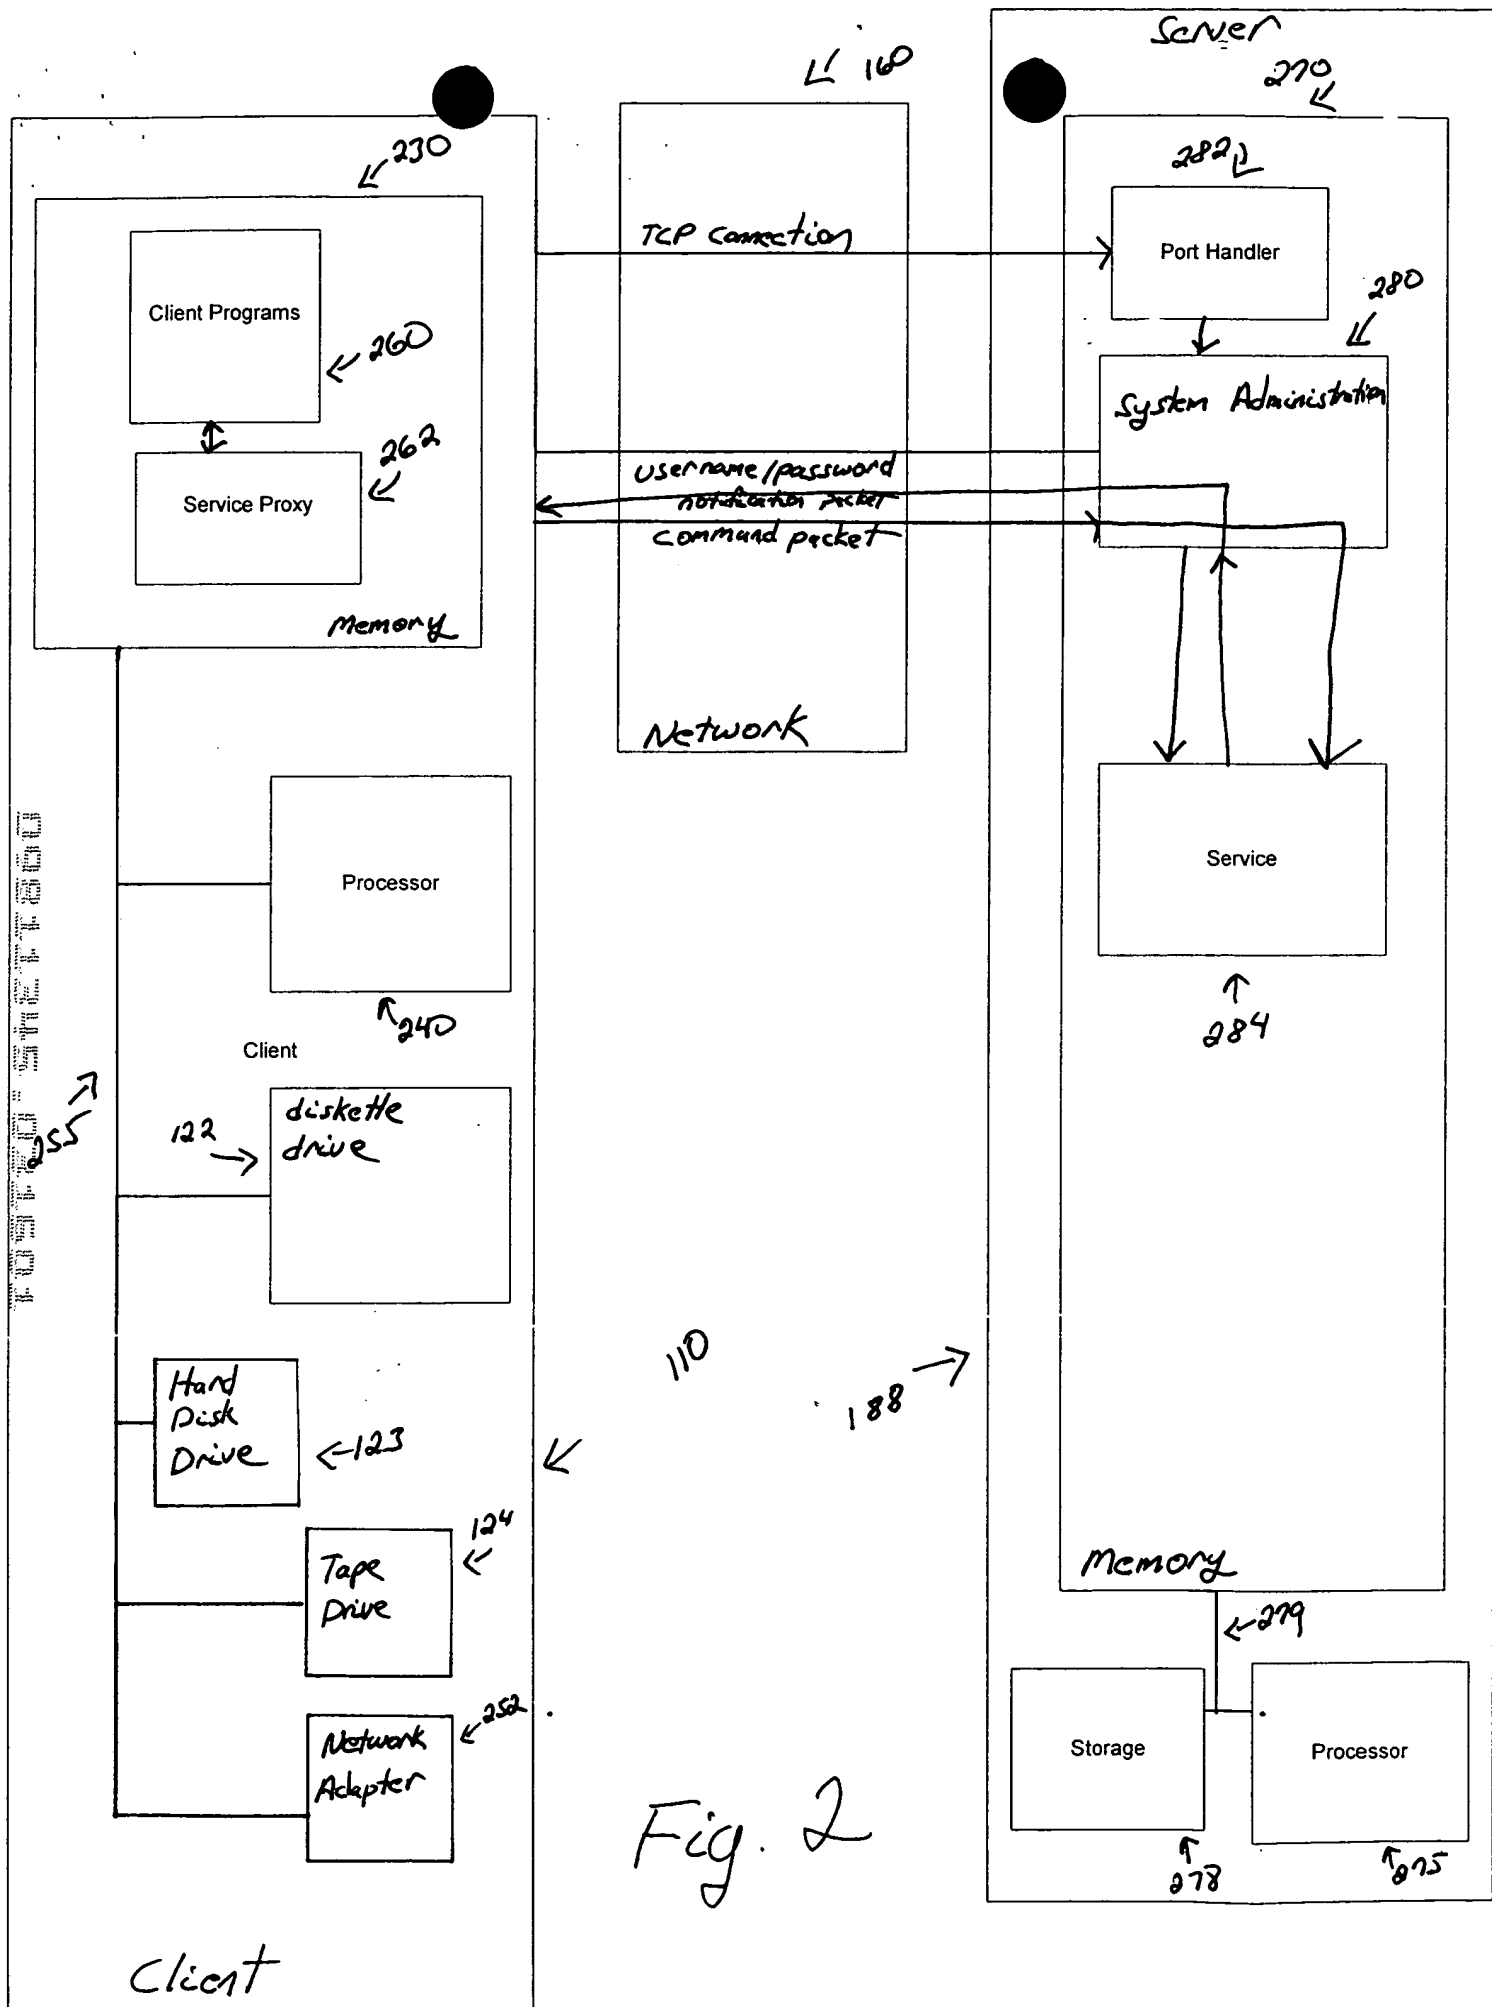 Server
160
270
230
282
TCP Connection
Port Handler
280
Client Programs
260
System Administration
262
username/password
Service Proxy
notification packet
command packet
Memory
Network
Processor
Service
240
284
Client
255
122
diskette
drive
110
188
Hand
Disk
Drive
123
124
Tape
Drive
Memory
279
252
Network
Adapter
Storage
Processor
Fig. 2
278
275
Client